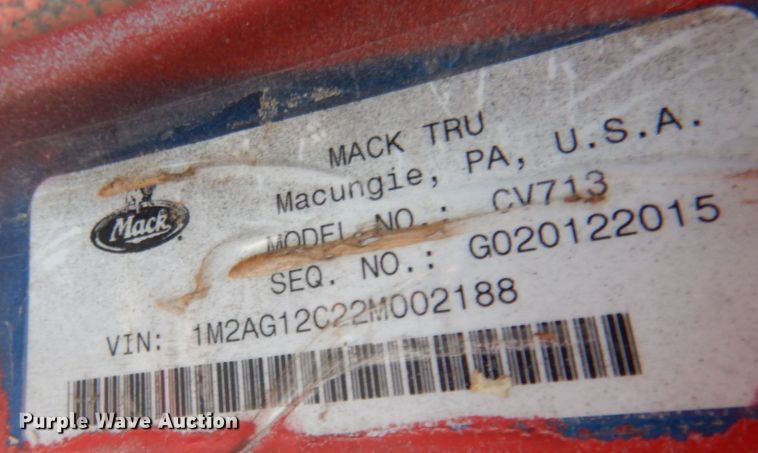 MACK TRU
Macungie, PA, U.S.A.
MODEL NO.: CV713
SEQ. NO.: G020122015
Mack
VIN: 1M2AG12C22M002188
Purple Wave Auction